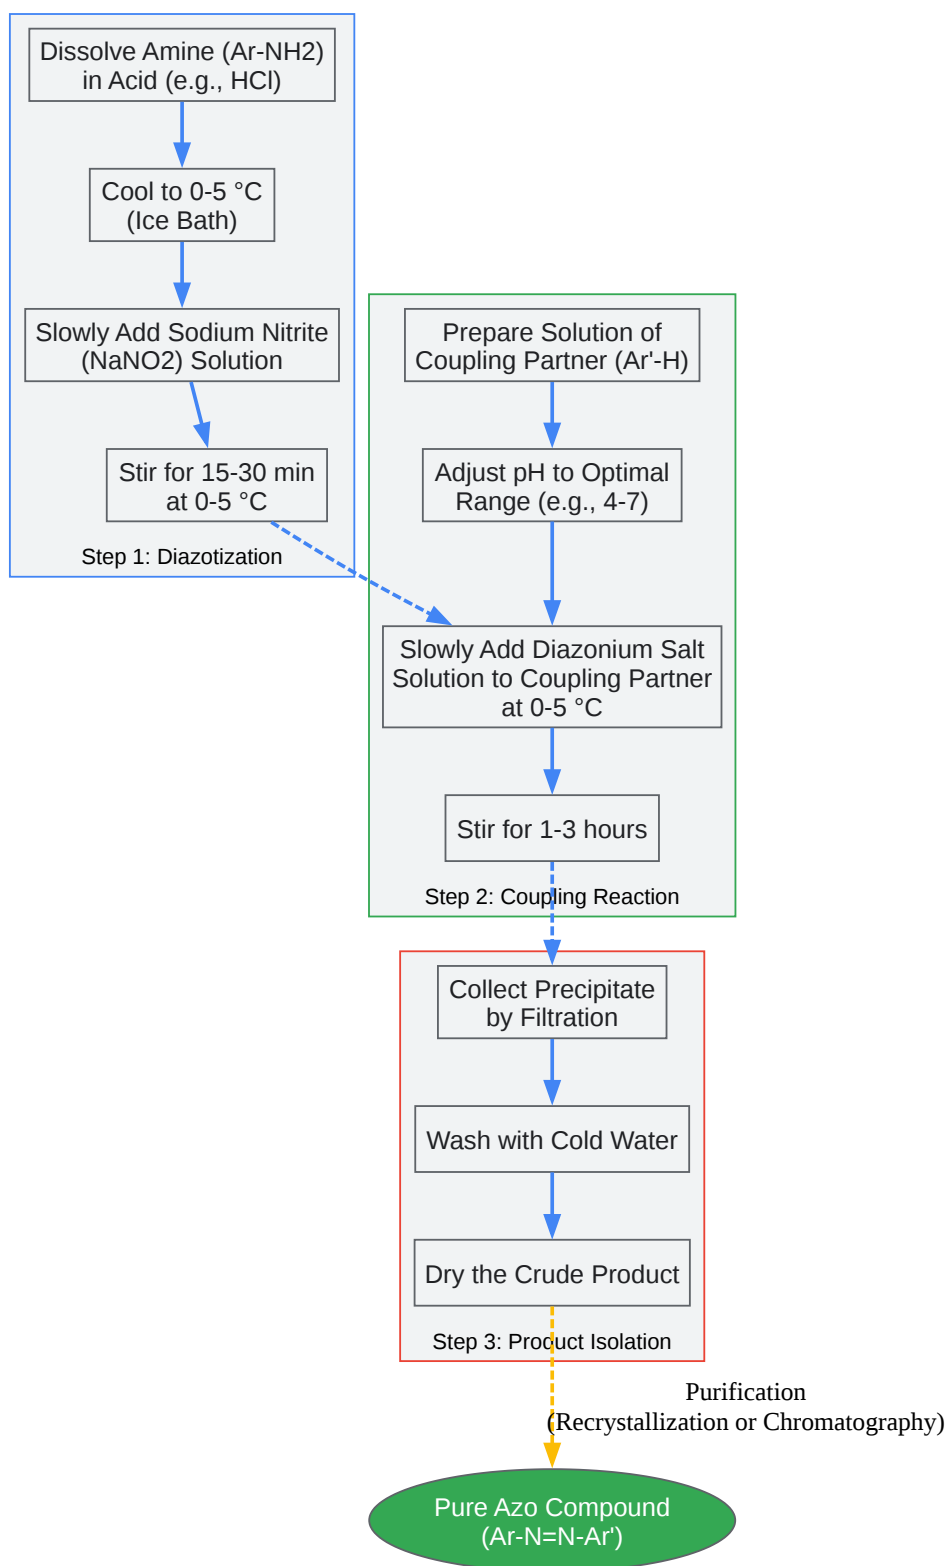 Dissolve Amine (Ar-NH2)
in Acid (e.g., HCl)
Cool to 0-5 °C
(Ice Bath)
Slowly Add Sodium Nitrite
(NaNO2) Solution
Stir for 15-30 min
at 0-5 °C
Step 1: Diazotization
Prepare Solution of
Coupling Partner (Ar'-H)
Adjust pH to Optimal
Range (e.g., 4-7)
Slowly Add Diazonium Salt
Solution to Coupling Partner
at 0-5 °C
Stir for 1-3 hours
Step 2: Coupling Reaction
Collect Precipitate
by Filtration
Wash with Cold Water
Dry the Crude Product
Step 3: Product Isolation
Purification
(Recrystallization or Chromatography)
Pure Azo Compound
(Ar-N=N-Ar')